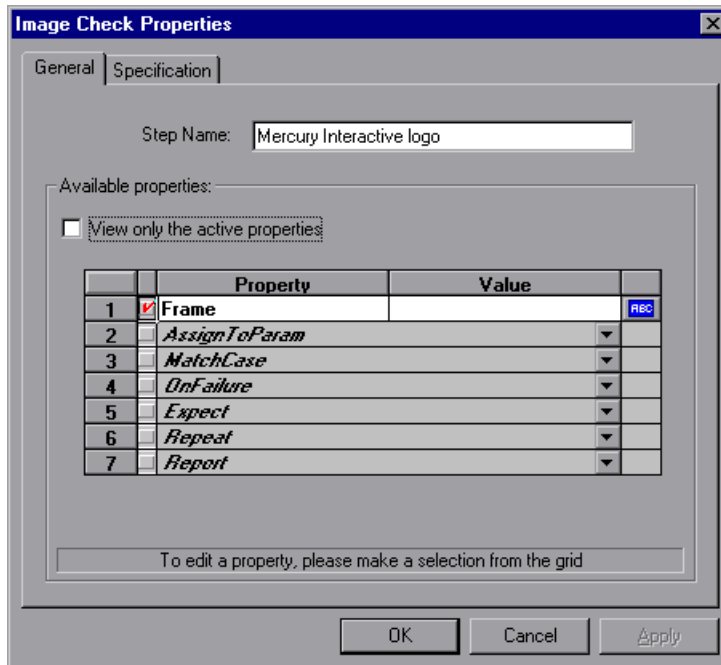 Image Check Properties
General Specification
Step Name: Mercury Interactive logo
Available properties:
View only the active properties
Property Value
1 Frame ABC
2 AssignToParam
3 MatchCase
4 OnFailure
5 Expect
6 Repeat
7 Report
To edit a property, please make a selection from the grid
OK Cancel Apply